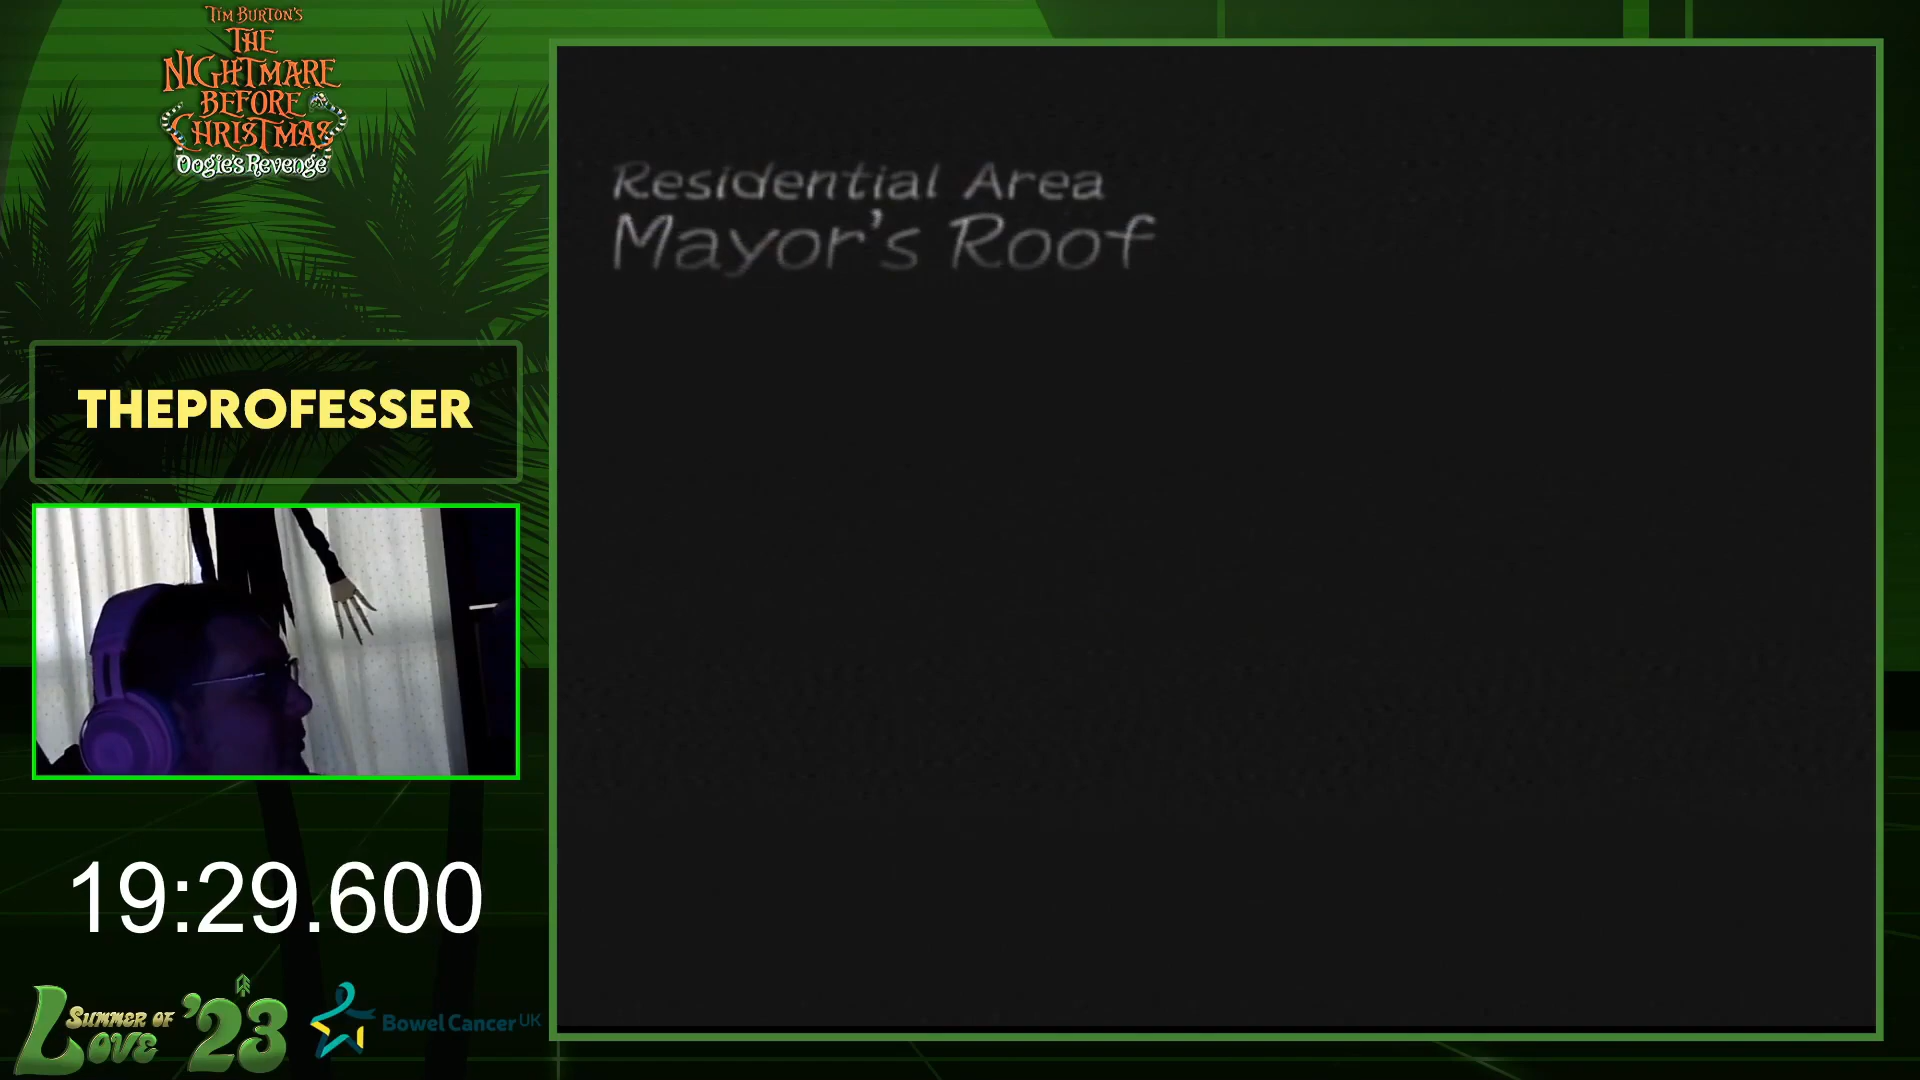 TIM BURTON'S
THE
NIGHTMARE
BEFORE
CHRISTMAS
Oogie's Revenge
THEPROFESSER
19:29.600
SUMMER OF
LOVE '23
Bowel Cancer UK
Residential Area
Mayor's Roof